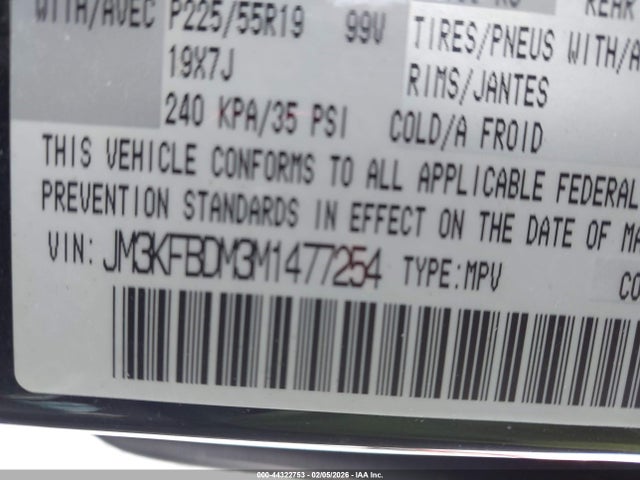 WITH/AVEC P225/55R19 99V
19X7J
240 KPA/35 PSI
REAR
TIRES/PNEUS WITH/A
RIMS/JANTES
COLD/A FROID
THIS VEHICLE CONFORMS TO ALL APPLICABLE FEDERAL
PREVENTION STANDARDS IN EFFECT ON THE DATE OF MA
VIN: JM3KFBDM3M1477254 TYPE:MPV CO
000-44322753 - 02/05/2026 - IAA Inc.